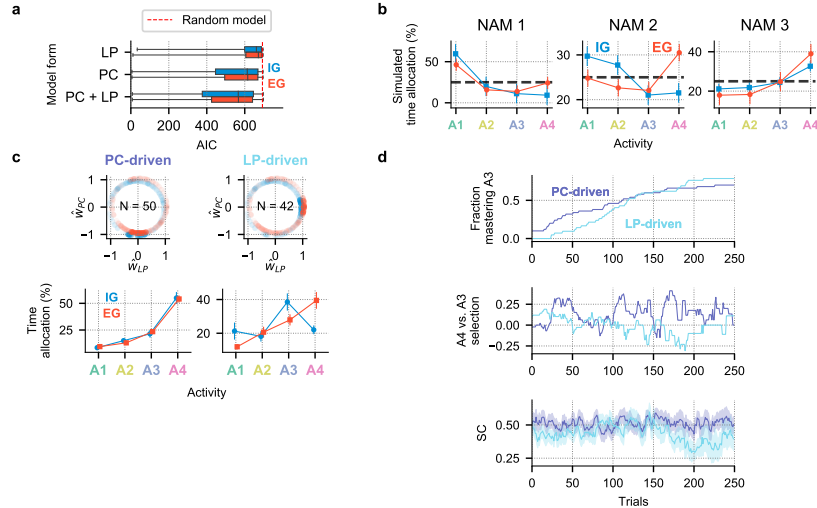 a
Random model
Model form
LP
PC
PC + LP
IG
EG
0 200 400 600
AIC
b
NAM 1 NAM 2 NAM 3
Simulated
time allocation (%)
50
0
30
25
20
40
20
IG EG
A1 A2 A3 A4
A1 A2 A3 A4
A1 A2 A3 A4
Activity
c
PC-driven LP-driven
ŵPC
1
0
−1
N = 50
−1 0 1
ŵLP
ŵPC
1
0
−1
N = 42
−1 0 1
ŵLP
Time
allocation (%)
50
25
IG
EG
40
20
A1 A2 A3 A4
A1 A2 A3 A4
Activity
d
Fraction
mastering A3
0.5
0.0
PC-driven
LP-driven
0 50 100 150 200 250
A4 vs. A3
selection
0.25
0.00
−0.25
0 50 100 150 200 250
SC
0.50
0.25
0 50 100 150 200 250
Trials